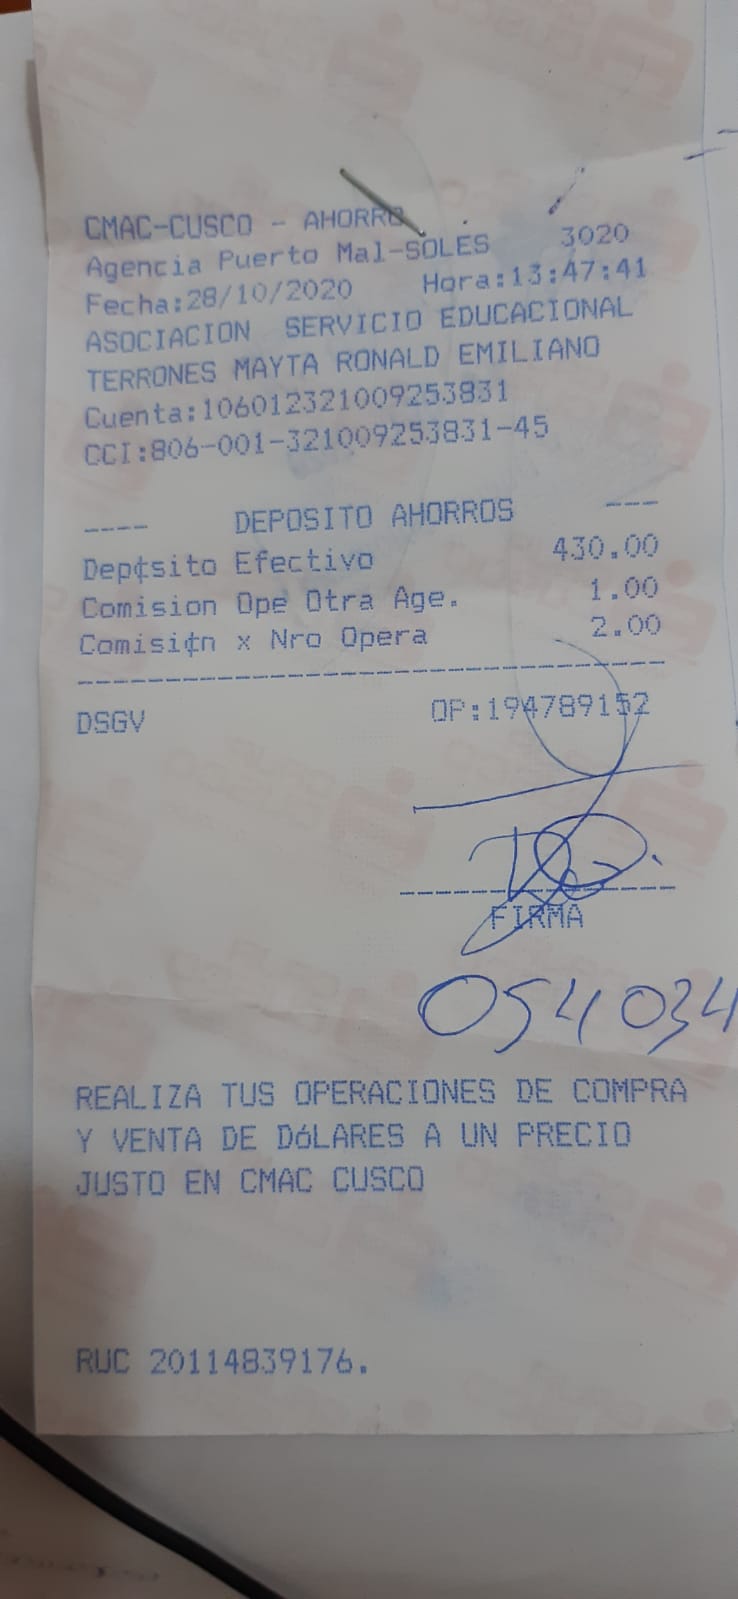 CMAC-CUSCO - AHORRO
Agencia Puerto Mal-SOLES 3020
Fecha:28/10/2020 Hora:13:47:41
ASOCIACION SERVICIO EDUCACIONAL
TERRONES MAYTA RONALD EMILIANO
Cuenta:106012321009253831
CCI:806-001-321009253831-45
---- DEPOSITO AHORROS ---
Dep¢sito Efectivo 430.00
Comision Ope Otra Age. 1.00
Comisi¢n x Nro Opera 2.00
DSGV OP:194789152
FIRMA
054034
REALIZA TUS OPERACIONES DE COMPRA
Y VENTA DE DóLARES A UN PRECIO
JUSTO EN CMAC CUSCO
RUC 20114839176.